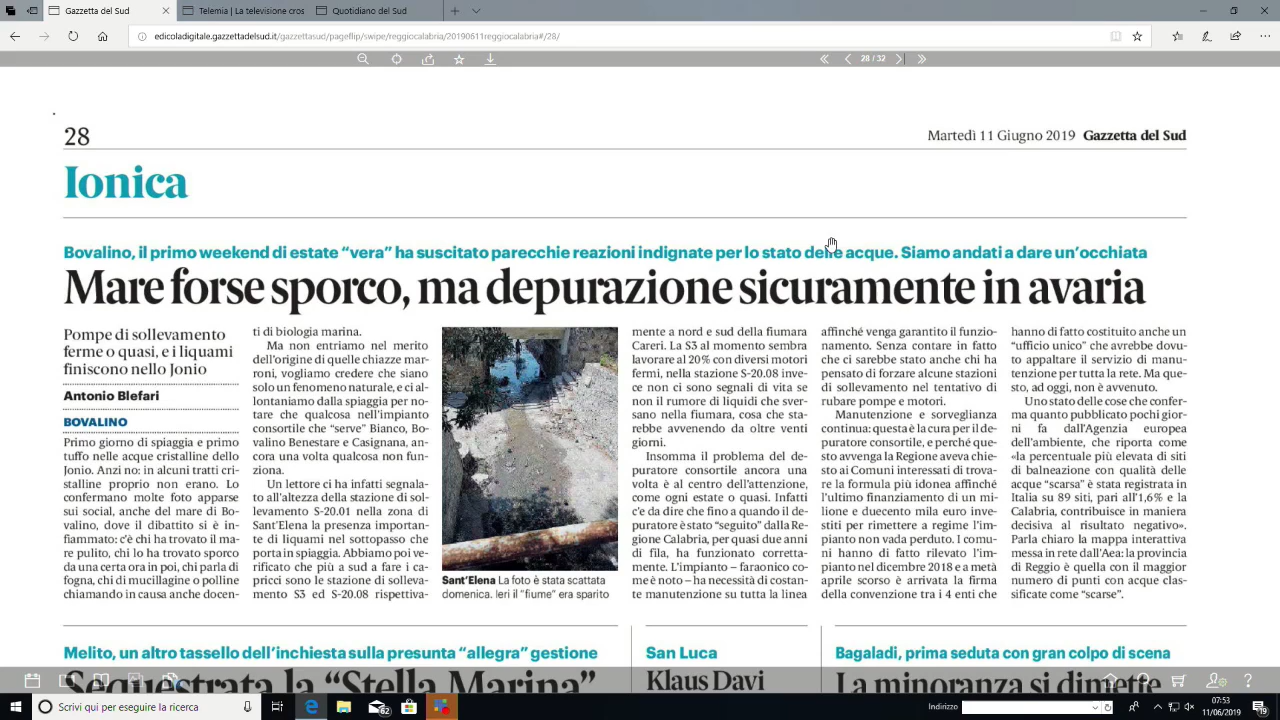 Gazzetta del Sud
Telemia | La Televisione cros
Quotidiano del Sud
edicoladigitale.gazzettadelsud.it/gazzettasud/pageflip/swipe/reggiocalabria/20190611reggiocalabria#/28/
28 / 32
28
Martedì 11 Giugno 2019 Gazzetta del Sud
Ionica
Bovalino, il primo weekend di estate “vera” ha suscitato parecchie reazioni indignate per lo stato delle acque. Siamo andati a dare un’occhiata
Mare forse sporco, ma depurazione sicuramente in avaria
Pompe di sollevamento
ferme o quasi, e i liquami
finiscono nello Jonio
Antonio Blefari
BOVALINO
Primo giorno di spiaggia e primo
tuffo nelle acque cristalline dello
Jonio. Anzi no: in alcuni tratti cri-
stalline proprio non erano. Lo
confermano molte foto apparse
sui social, anche del mare di Bo-
valino, dove il dibattito si è in-
fiammato: c’è chi ha trovato il ma-
re pulito, chi lo ha trovato sporco
da una certa ora in poi, chi parla di
fogna, chi di mucillagine o polline
chiamando in causa anche docen-
ti di biologia marina.
Ma non entriamo nel merito
dell’origine di quelle chiazze mar-
roni, vogliamo credere che siano
solo un fenomeno naturale, e ci al-
lontaniamo dalla spiaggia per no-
tare che qualcosa nell’impianto
consortile che “serve” Bianco, Bo-
valino Benestare e Casignana, an-
cora una volta qualcosa non fun-
ziona.
Un lettore ci ha infatti segnala-
to all’altezza della stazione di sol-
levamento S-20.01 nella zona di
Sant’Elena la presenza importan-
te di liquami nel sottopasso che
porta in spiaggia. Abbiamo poi ve-
rificato che più a sud a fare i ca-
pricci sono le stazione di solleva-
mento S3 ed S-20.08 rispettiva-
Sant’Elena La foto è stata scattata
domenica. Ieri il “fiume” era sparito
mente a nord e sud della fiumara
Careri. La S3 al momento sembra
lavorare al 20% con diversi motori
fermi, nella stazione S-20.08 inve-
ce non ci sono segnali di vita se
non il rumore di liquidi che sver-
sano nella fiumara, cosa che sta-
rebbe avvenendo da oltre venti
giorni.
Insomma il problema del de-
puratore consortile ancora una
volta è al centro dell’attenzione,
come ogni estate o quasi. Infatti
c’e da dire che fino a quando il de-
puratore è stato “seguito” dalla Re-
gione Calabria, per quasi due anni
di fila, ha funzionato corretta-
mente. L’impianto – faraonico co-
m’è noto – ha necessità di costan-
te manutenzione su tutta la linea
affinché venga garantito il funzio-
namento. Senza contare in fatto
che ci sarebbe stato anche chi ha
pensato di forzare alcune stazioni
di sollevamento nel tentativo di
rubare pompe e motori.
Manutenzione e sorveglianza
continua: questa è la cura per il de-
puratore consortile, e perché que-
sto avvenga la Regione aveva chie-
sto ai Comuni interessati di trova-
re la formula più idonea affinché
l’ultimo finanziamento di un mi-
lione e duecento mila euro inve-
stiti per rimettere a regime l’im-
pianto non vada perduto. I comu-
ni hanno di fatto rilevato l’im-
pianto nel dicembre 2018 e a metà
aprile scorso è arrivata la firma
della convenzione tra i 4 enti che
hanno di fatto costituito anche un
“ufficio unico” che avrebbe dovu-
to appaltare il servizio di manu-
tenzione per tutta la rete. Ma que-
sto, ad oggi, non è avvenuto.
Uno stato delle cose che confer-
ma quanto pubblicato pochi gior-
ni fa dall’Agenzia europea
dell’ambiente, che riporta come
«la percentuale più elevata di siti
di balneazione con qualità delle
acque “scarsa” è stata registrata in
Italia su 89 siti, pari all’1,6% e la
Calabria, contribuisce in maniera
decisiva al risultato negativo».
Parla chiaro la mappa interattiva
messa in rete dall’Aea: la provincia
di Reggio è quella con il maggior
numero di punti con acque clas-
sificate come “scarse”.
Melito, un altro tassello dell’inchiesta sulla presunta “allegra” gestione
Sequestrata la “Stella Marina”
San Luca
Klaus Davi
Bagaladi, prima seduta con gran colpo di scena
La minoranza si dimette
Scrivi qui per eseguire la ricerca
62
Indirizzo
07:53
11/06/2019
19